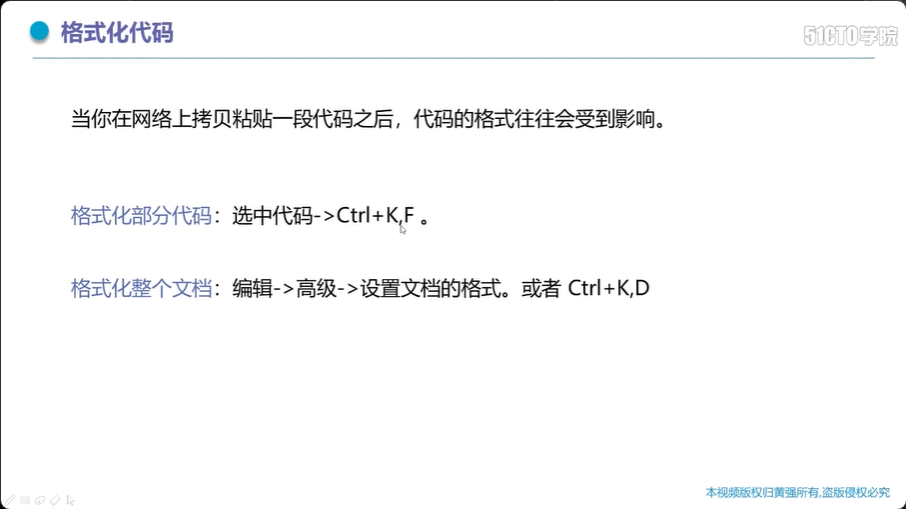 格式化代码
51CTO学院
当你在网络上拷贝粘贴一段代码之后，代码的格式往往会受到影响。
格式化部分代码：选中代码->Ctrl+K,F 。
格式化整个文档：编辑->高级->设置文档的格式。或者 Ctrl+K,D
本视频版权归黄强所有,盗版侵权必究